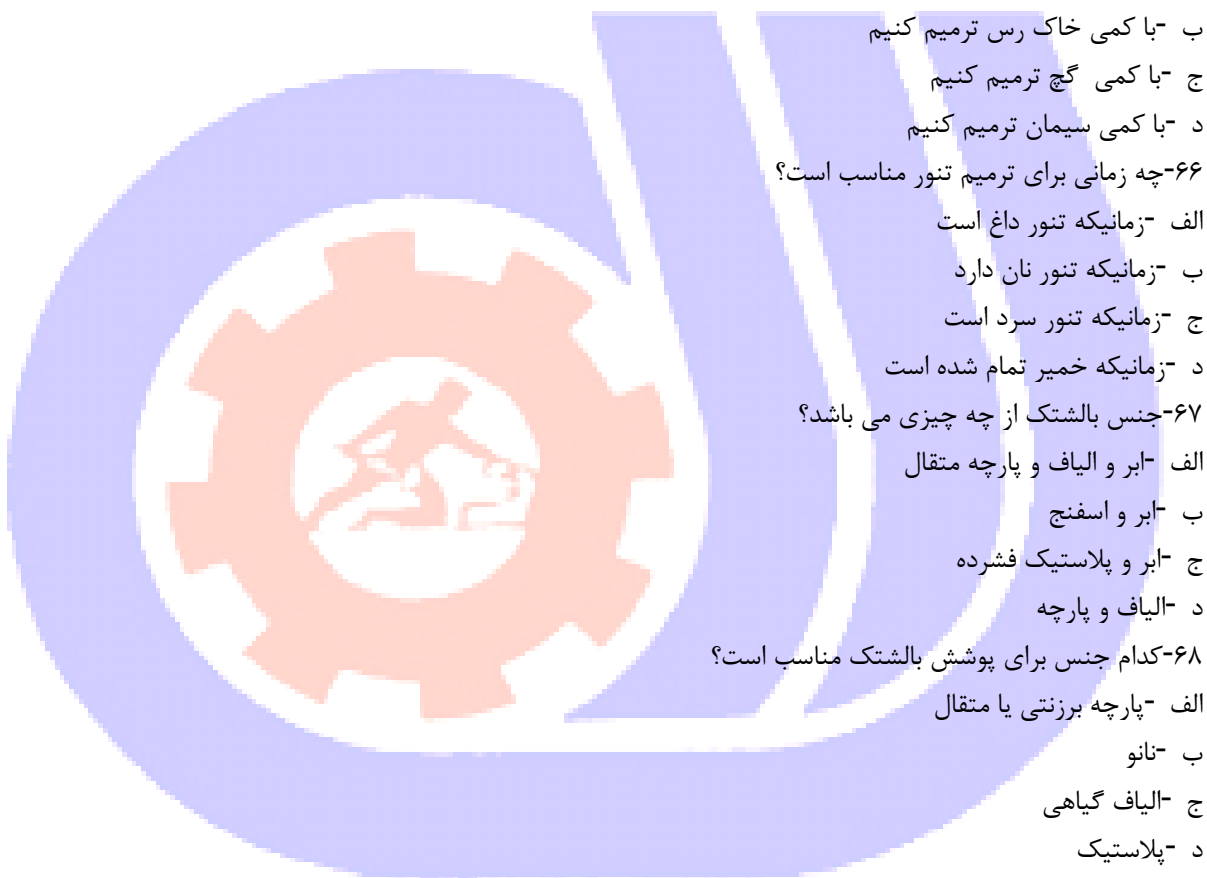 ب -با کمی خاک رس ترمیم کنیم
ج -با کمی گچ ترمیم کنیم
د -با کمی سیمان ترمیم کنیم
۶۶-چه زمانی برای ترمیم تنور مناسب است؟
الف -زمانیکه تنور داغ است
ب -زمانیکه تنور نان دارد
ج -زمانیکه تنور سرد است
د -زمانیکه خمیر تمام شده است
۶۷-جنس بالشتک از چه چیزی می باشد؟
الف -ابر و الیاف و پارچه متقال
ب -ابر و اسفنج
ج -ابر و پلاستیک فشرده
د -الیاف و پارچه
۶۸-کدام جنس برای پوشش بالشتک مناسب است؟
الف -پارچه برزنتی یا متقال
ب -نانو
ج -الیاف گیاهی
د -پلاستیک